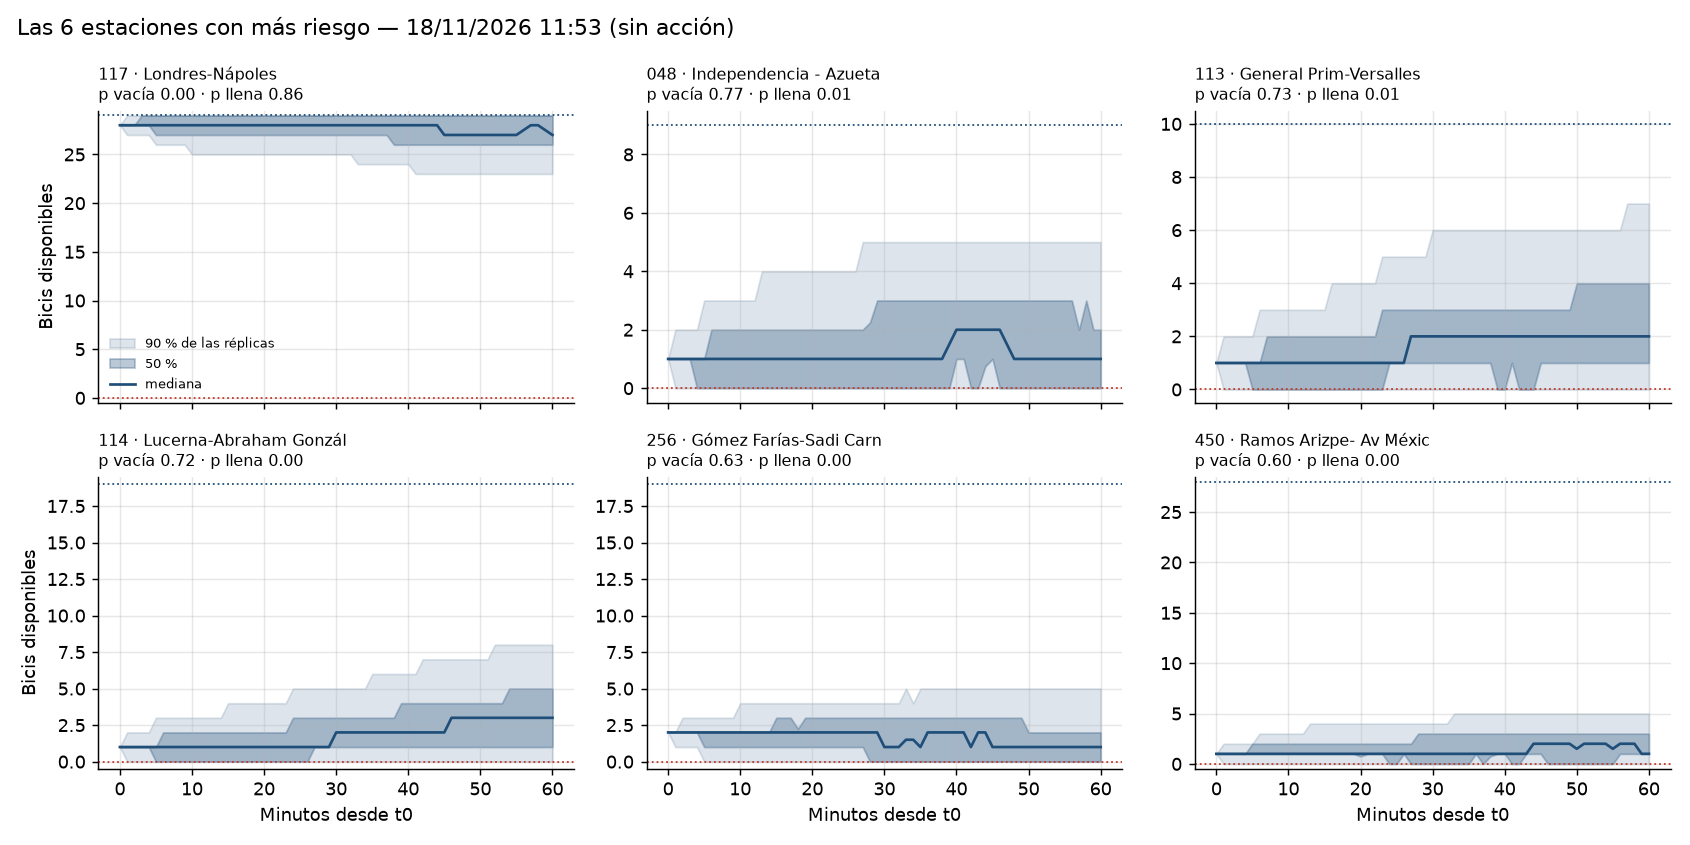 Las 6 estaciones con más riesgo — 18/11/2026 11:53 (sin acción)
117 · Londres-Nápoles
p vacía 0.00 · p llena 0.86
25
20
15
10
5
0
Bicis disponibles
90 % de las réplicas
50 %
mediana
048 · Independencia - Azueta
p vacía 0.77 · p llena 0.01
8
6
4
2
0
113 · General Prim-Versalles
p vacía 0.73 · p llena 0.01
10
8
6
4
2
0
114 · Lucerna-Abraham Gonzál
p vacía 0.72 · p llena 0.00
17.5
15.0
12.5
10.0
7.5
5.0
2.5
0.0
Bicis disponibles
0 10 20 30 40 50 60
Minutos desde t0
256 · Gómez Farías-Sadi Carn
p vacía 0.63 · p llena 0.00
17.5
15.0
12.5
10.0
7.5
5.0
2.5
0.0
0 10 20 30 40 50 60
Minutos desde t0
450 · Ramos Arizpe- Av Méxic
p vacía 0.60 · p llena 0.00
25
20
15
10
5
0
0 10 20 30 40 50 60
Minutos desde t0